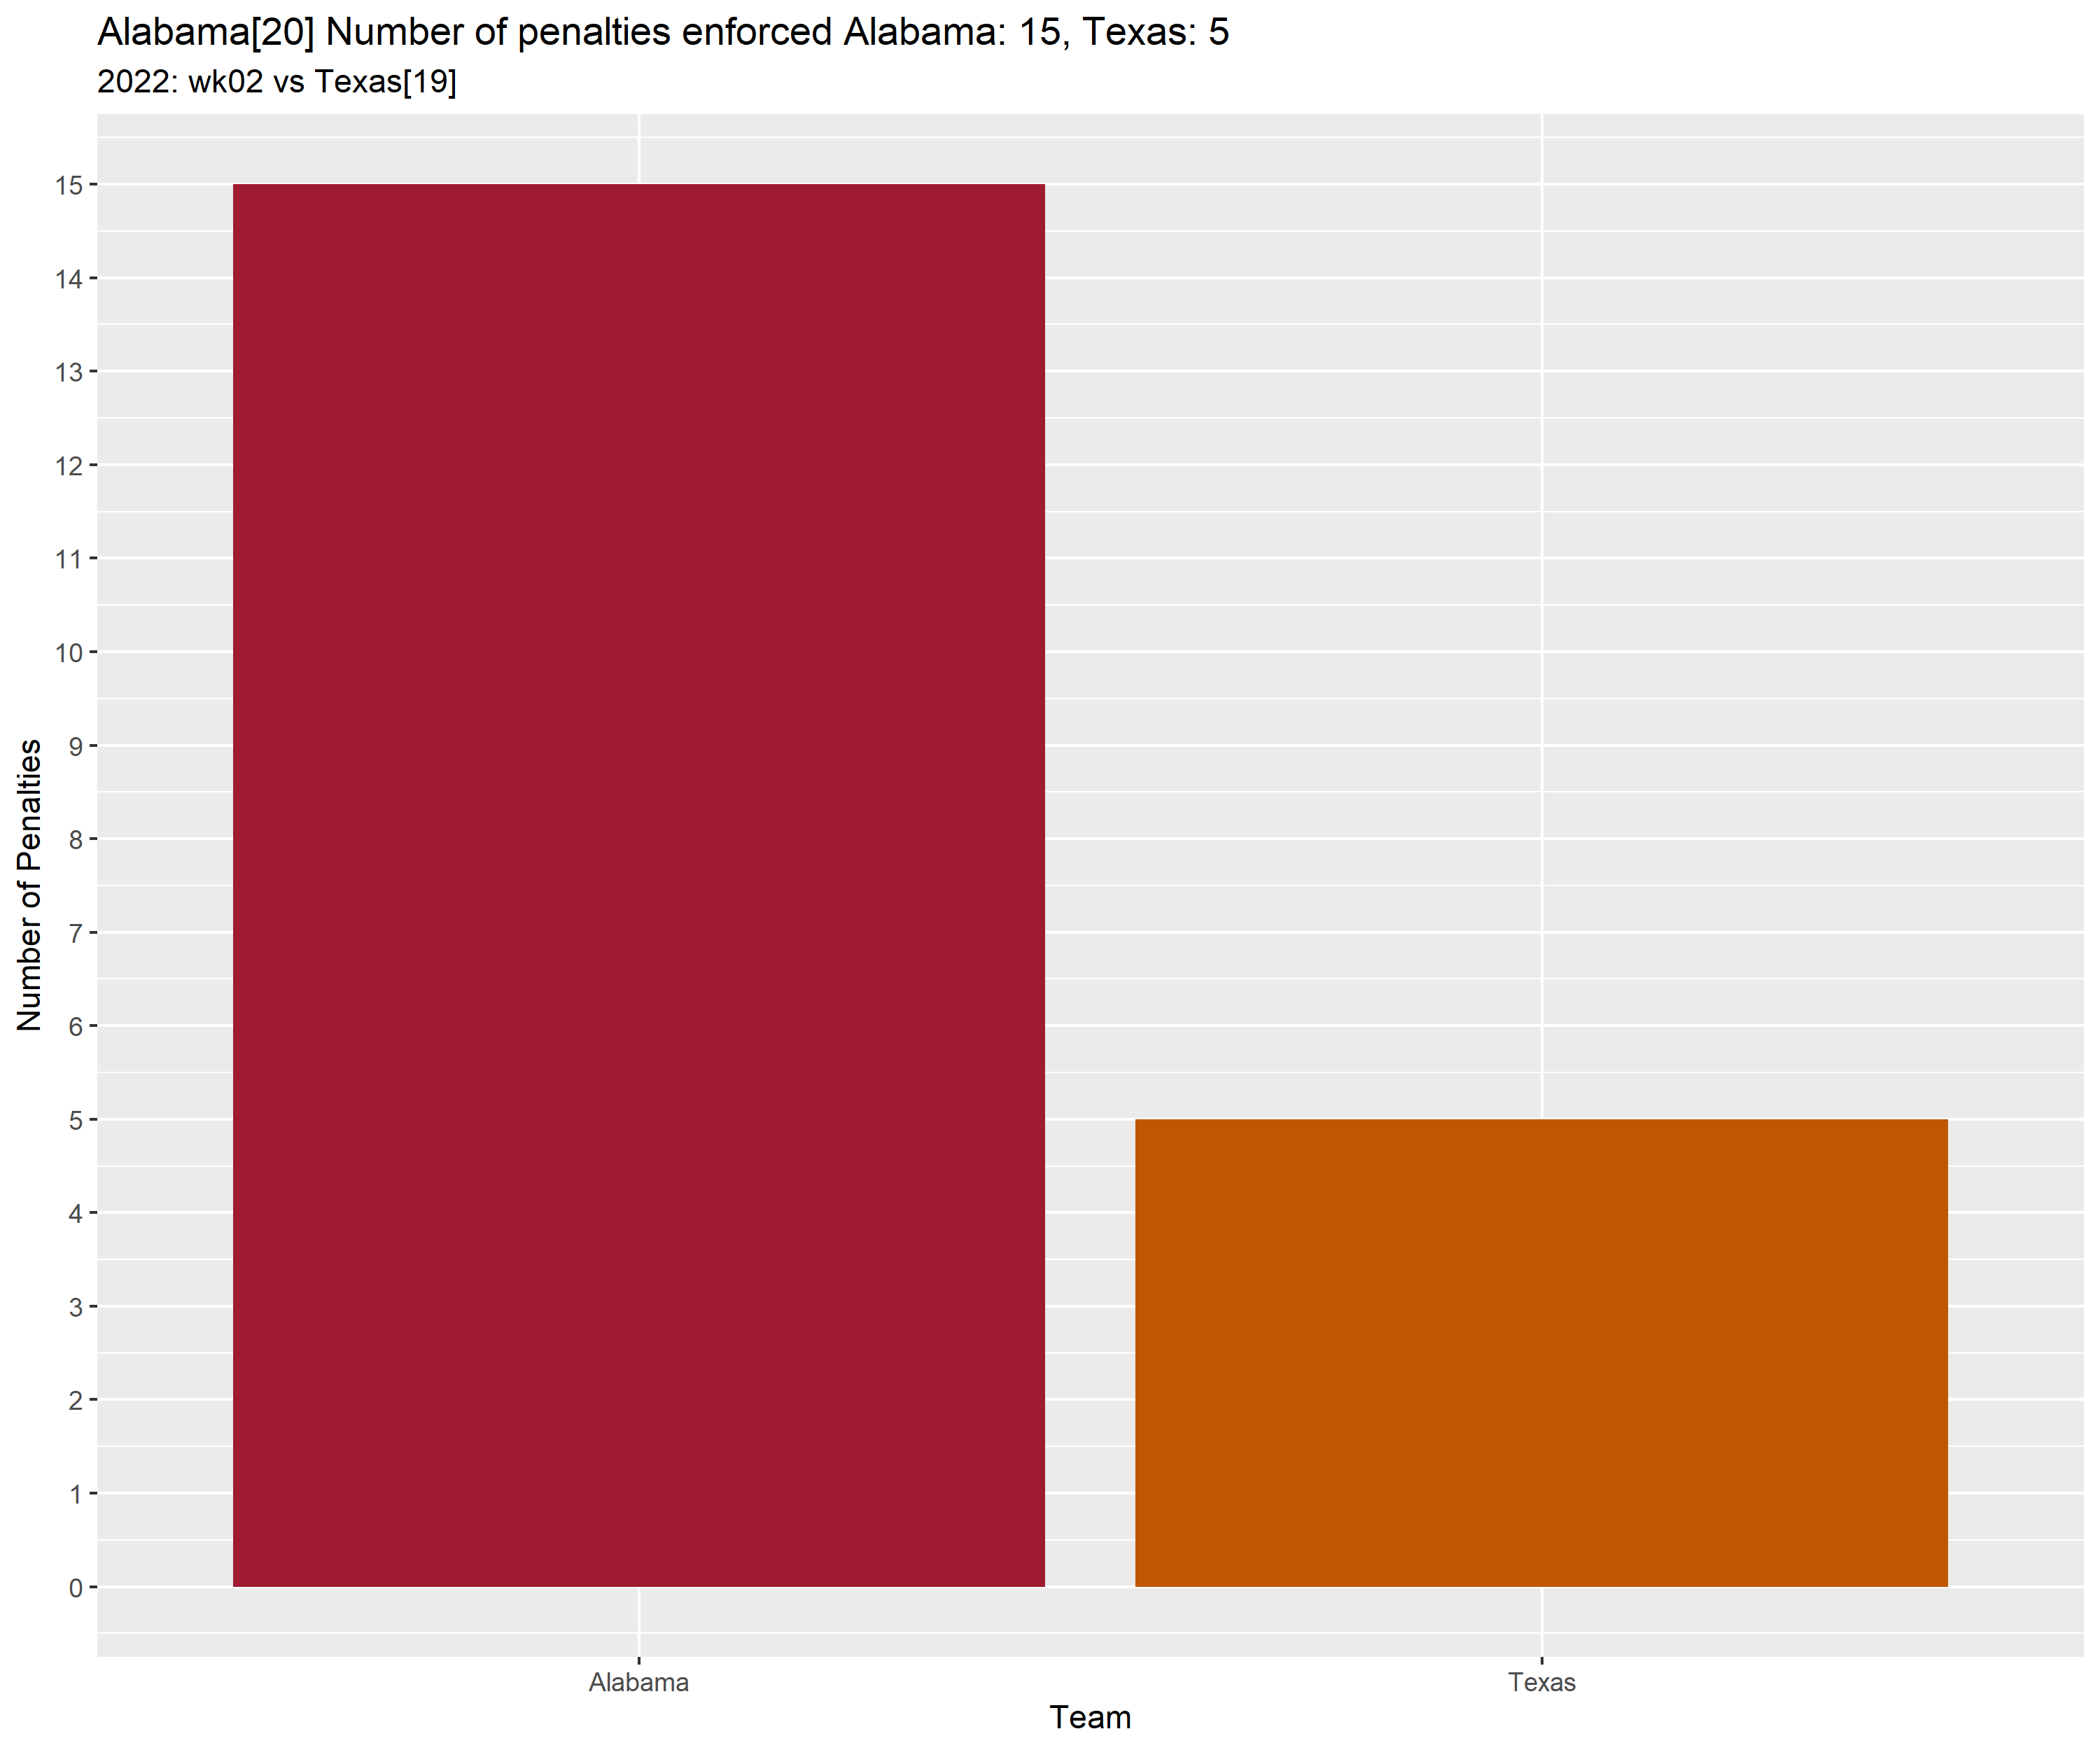 Alabama[20] Number of penalties enforced Alabama: 15, Texas: 5
2022: wk02 vs Texas[19]
Number of Penalties
15
14
13
12
11
10
9
8
7
6
5
4
3
2
1
0
Alabama
Texas
Team